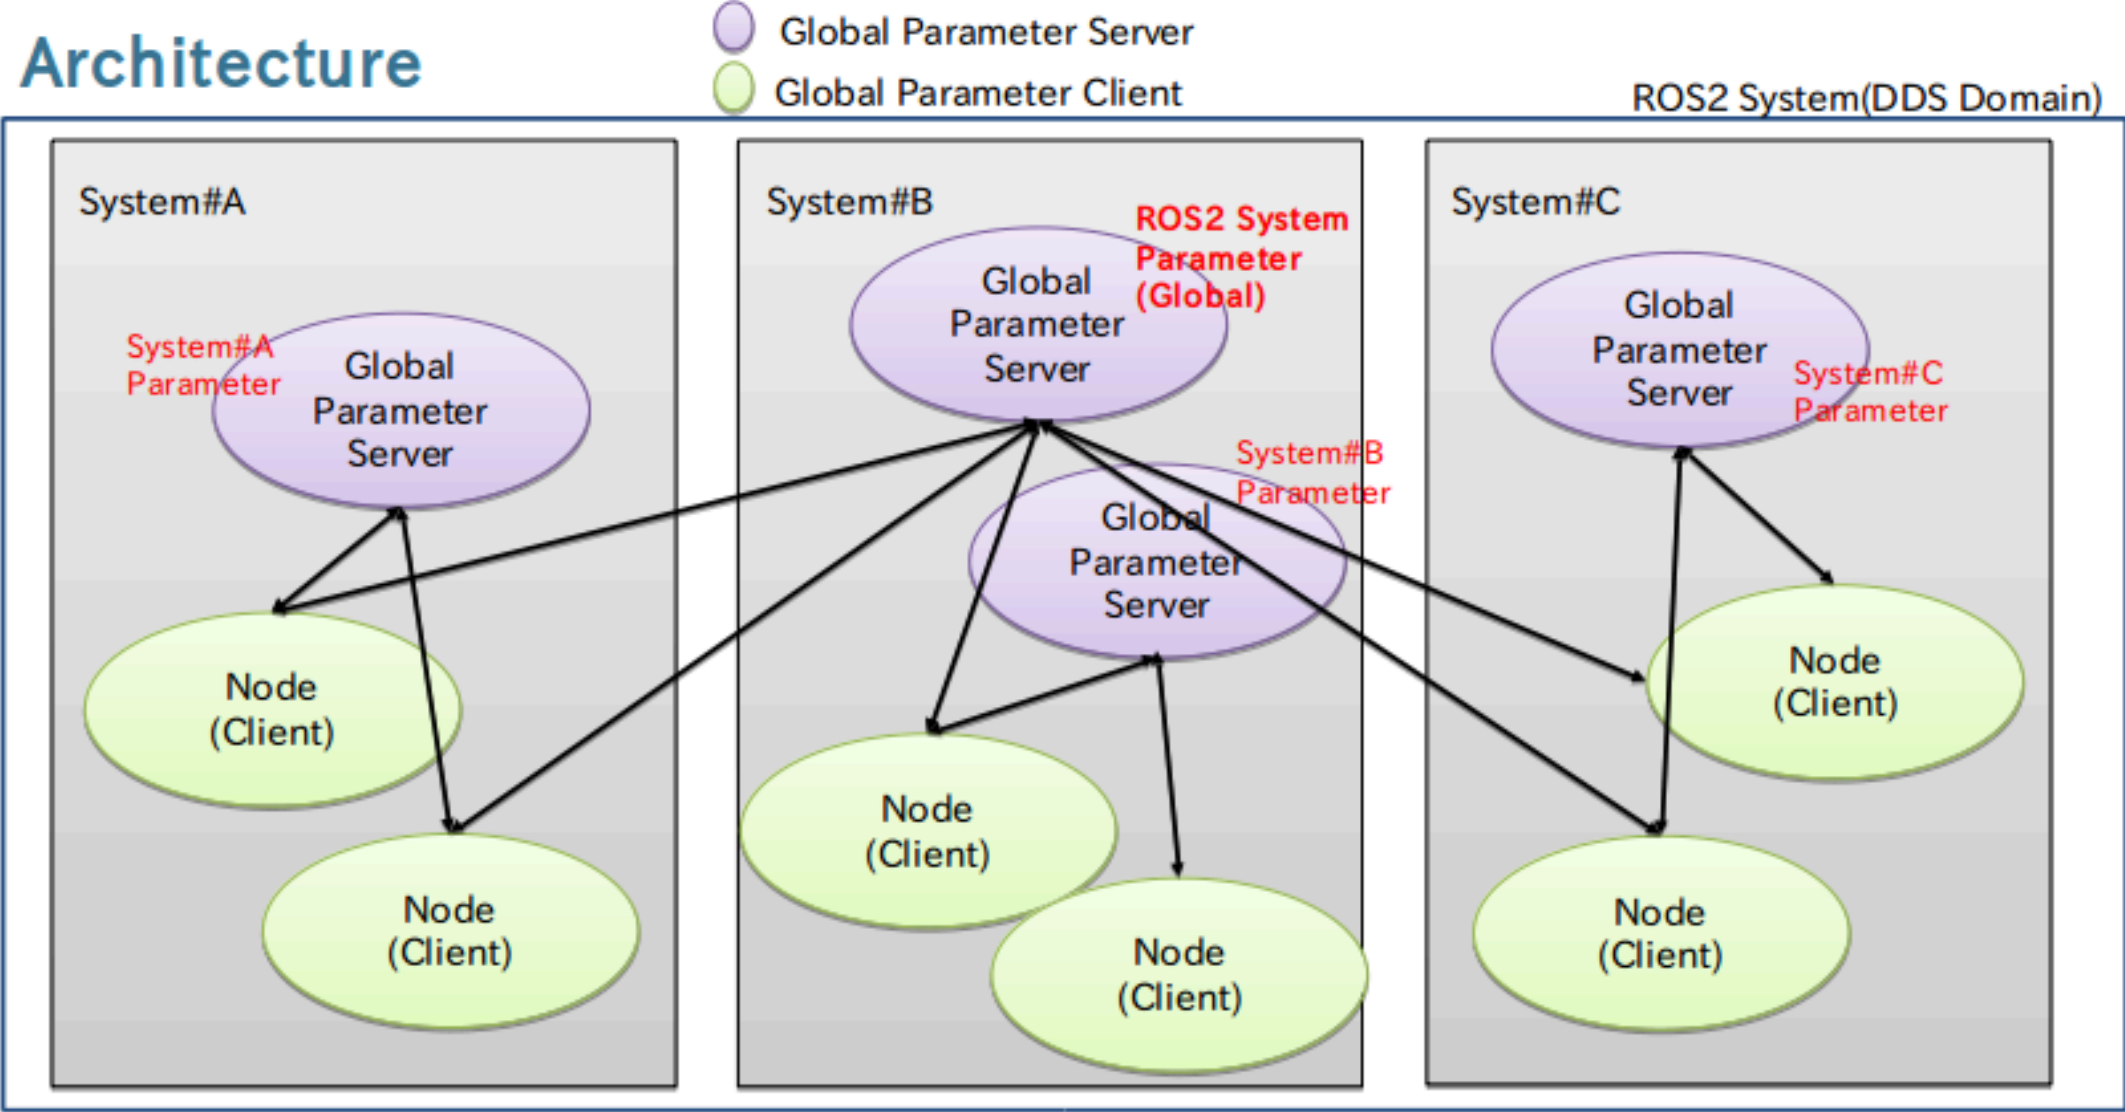 Architecture
Global Parameter Server
Global Parameter Client
ROS2 System(DDS Domain)
System#A
System#A
Parameter
Global
Parameter
Server
Node
(Client)
Node
(Client)
System#B
ROS2 System
Parameter
(Global)
Global
Parameter
Server
System#B
Parameter
Global
Parameter
Server
Node
(Client)
Node
(Client)
System#C
Global
Parameter
Server
System#C
Parameter
Node
(Client)
Node
(Client)